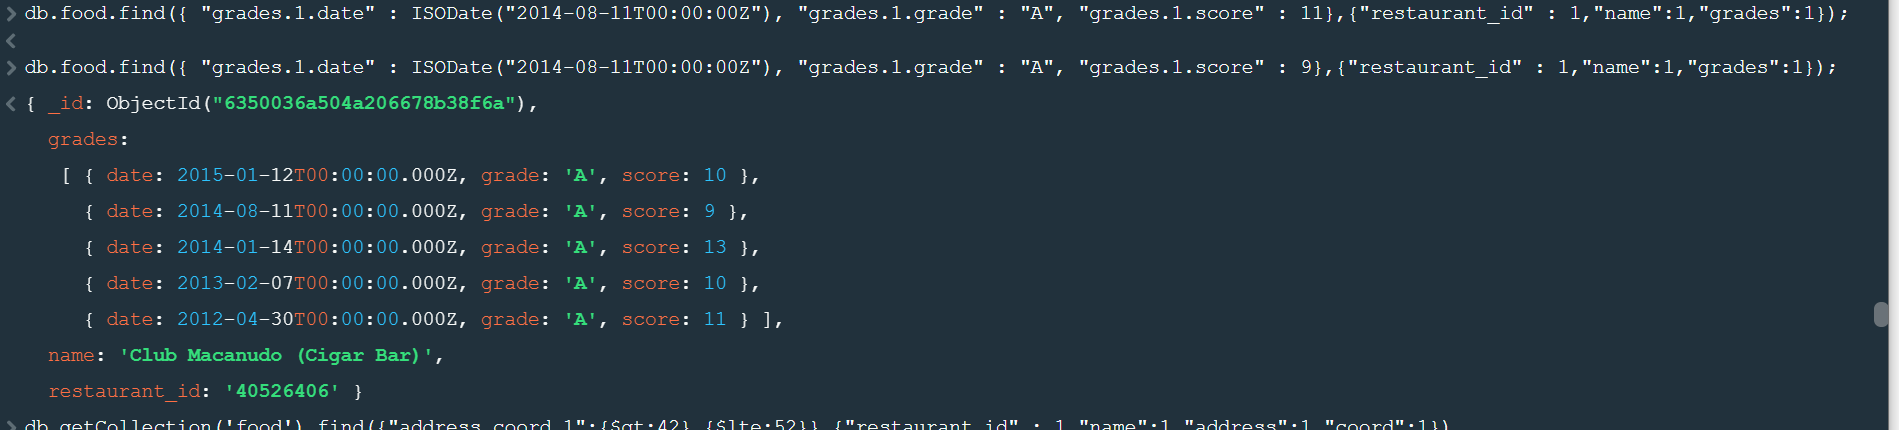 > db.food.find({ "grades.1.date" : ISODate("2014-08-11T00:00:00Z"), "grades.1.grade" : "A", "grades.1.score" : 11},{"restaurant_id" : 1,"name":1,"grades":1});
<
> db.food.find({ "grades.1.date" : ISODate("2014-08-11T00:00:00Z"), "grades.1.grade" : "A", "grades.1.score" : 9},{"restaurant_id" : 1,"name":1,"grades":1});
< { _id: ObjectId("6350036a504a206678b38f6a"),
grades:
[ { date: 2015-01-12T00:00:00.000Z, grade: 'A', score: 10 },
{ date: 2014-08-11T00:00:00.000Z, grade: 'A', score: 9 },
{ date: 2014-01-14T00:00:00.000Z, grade: 'A', score: 13 },
{ date: 2013-02-07T00:00:00.000Z, grade: 'A', score: 10 },
{ date: 2012-04-30T00:00:00.000Z, grade: 'A', score: 11 } ],
name: 'Club Macanudo (Cigar Bar)',
restaurant_id: '40526406' }
> db.getCollection('food').find({"address.coord.1":{$gt:42},{$lte:52}},{"restaurant_id" : 1,"name":1,"address":1,"coord":1})